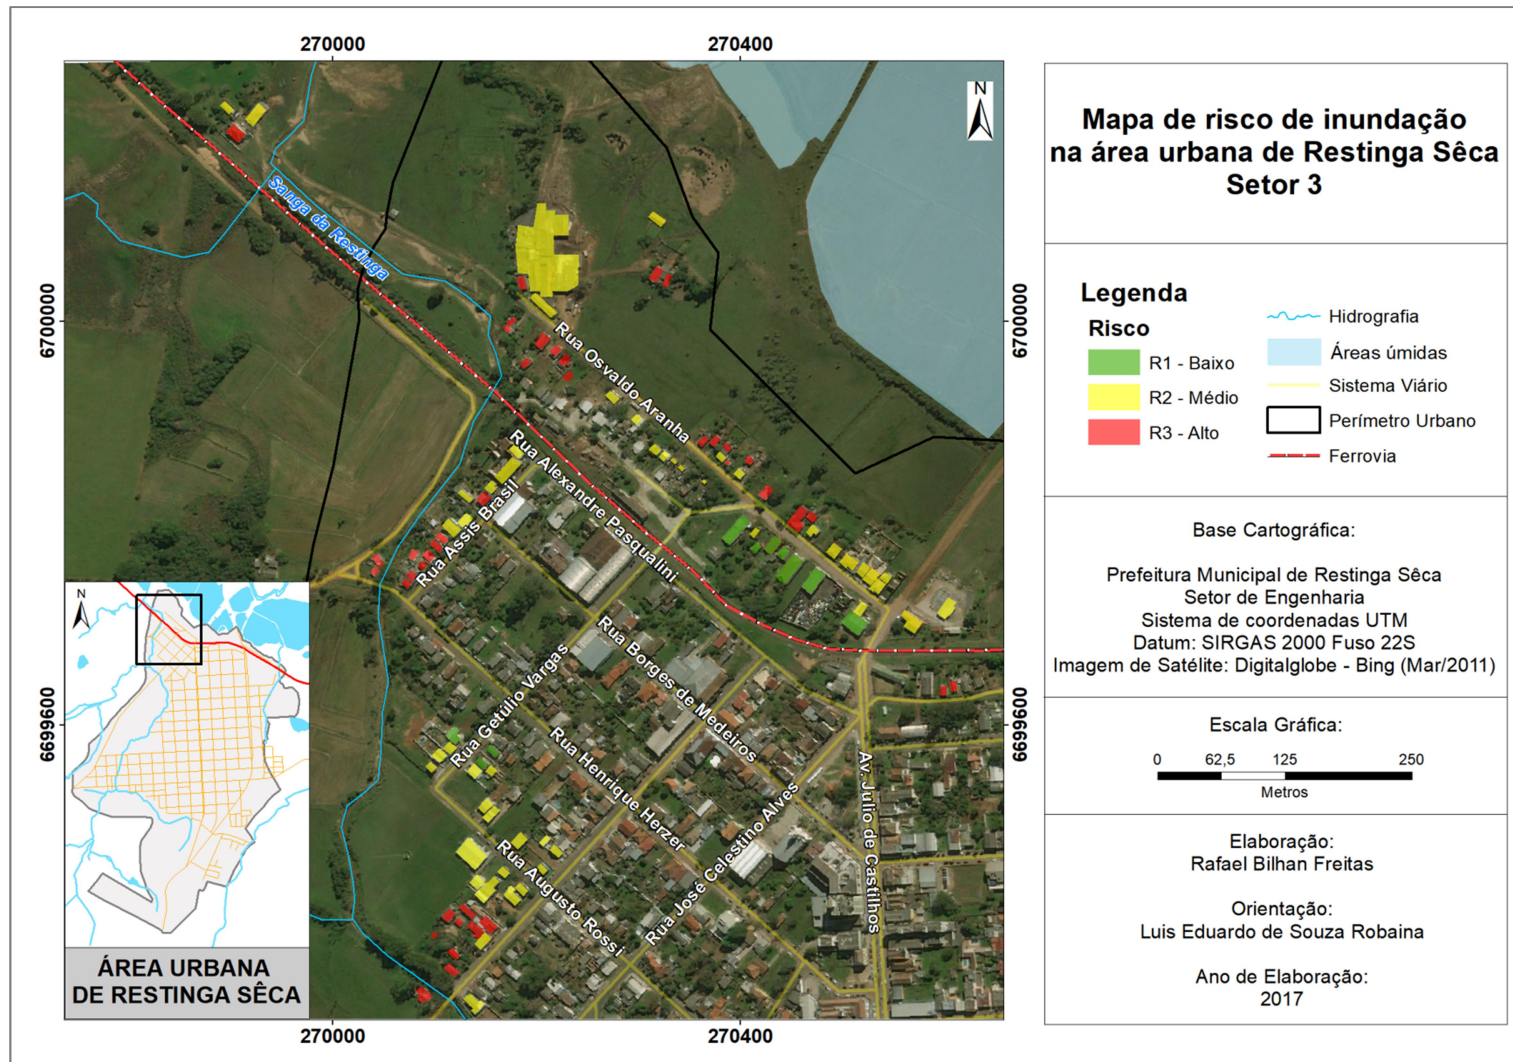 270000
270400
6700000
6700000
6699600
6699600
270000
270400
N
Sanga da Restinga
Rua Osvaldo Aranha
Rua Alexandre Pasqualini
Rua Assis Brasil
Rua Borges de Medeiros
Rua Getúlio Vargas
Rua Henrique Herzer
Rua José Celestino Alves
Av. Julio de Castilhos
Rua Augusto Rossi
N
ÁREA URBANA
DE RESTINGA SÊCA
Mapa de risco de inundação
na área urbana de Restinga Sêca
Setor 3
Legenda
Risco
R1 - Baixo
R2 - Médio
R3 - Alto
Hidrografia
Áreas úmidas
Sistema Viário
Perímetro Urbano
Ferrovia
Base Cartográfica:
Prefeitura Municipal de Restinga Sêca
Setor de Engenharia
Sistema de coordenadas UTM
Datum: SIRGAS 2000 Fuso 22S
Imagem de Satélite: Digitalglobe - Bing (Mar/2011)
Escala Gráfica:
0 62,5 125 250
Metros
Elaboração:
Rafael Bilhan Freitas
Orientação:
Luis Eduardo de Souza Robaina
Ano de Elaboração:
2017